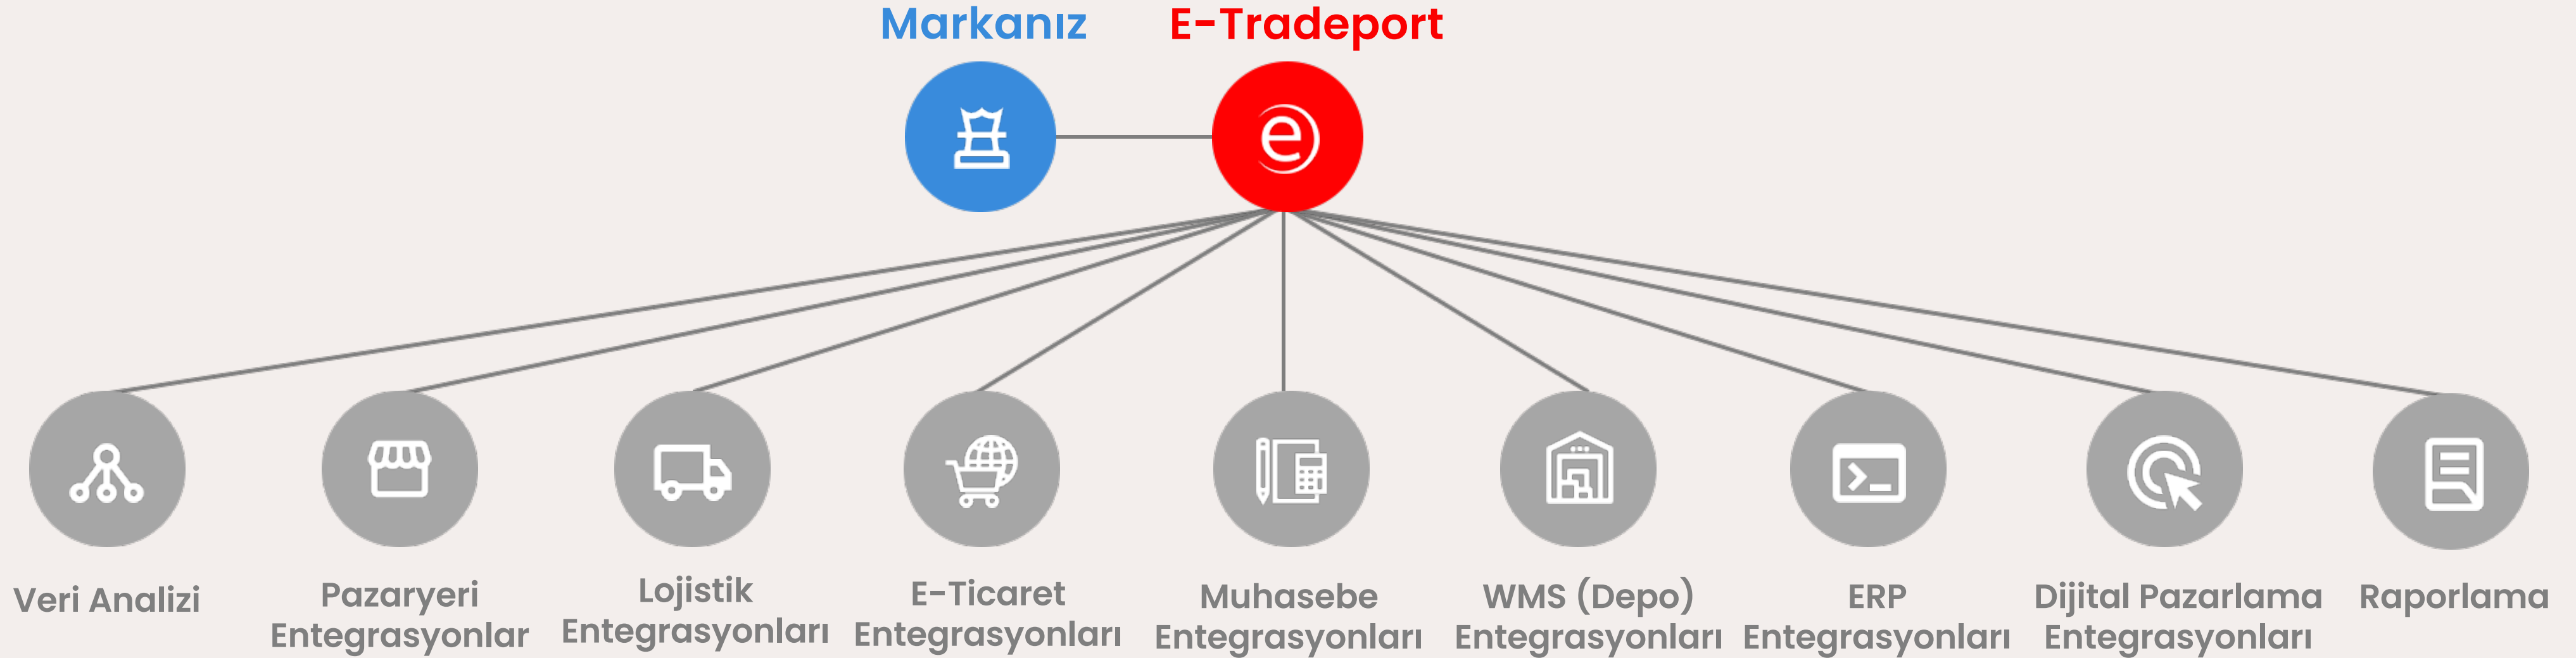 Markanız
E-Tradeport
e
Veri Analizi
Pazaryeri
Entegrasyonlar
Lojistik
Entegrasyonları
E-Ticaret
Entegrasyonları
Muhasebe
Entegrasyonları
WMS (Depo)
Entegrasyonları
ERP
Entegrasyonları
Dijital Pazarlama
Entegrasyonları
Raporlama